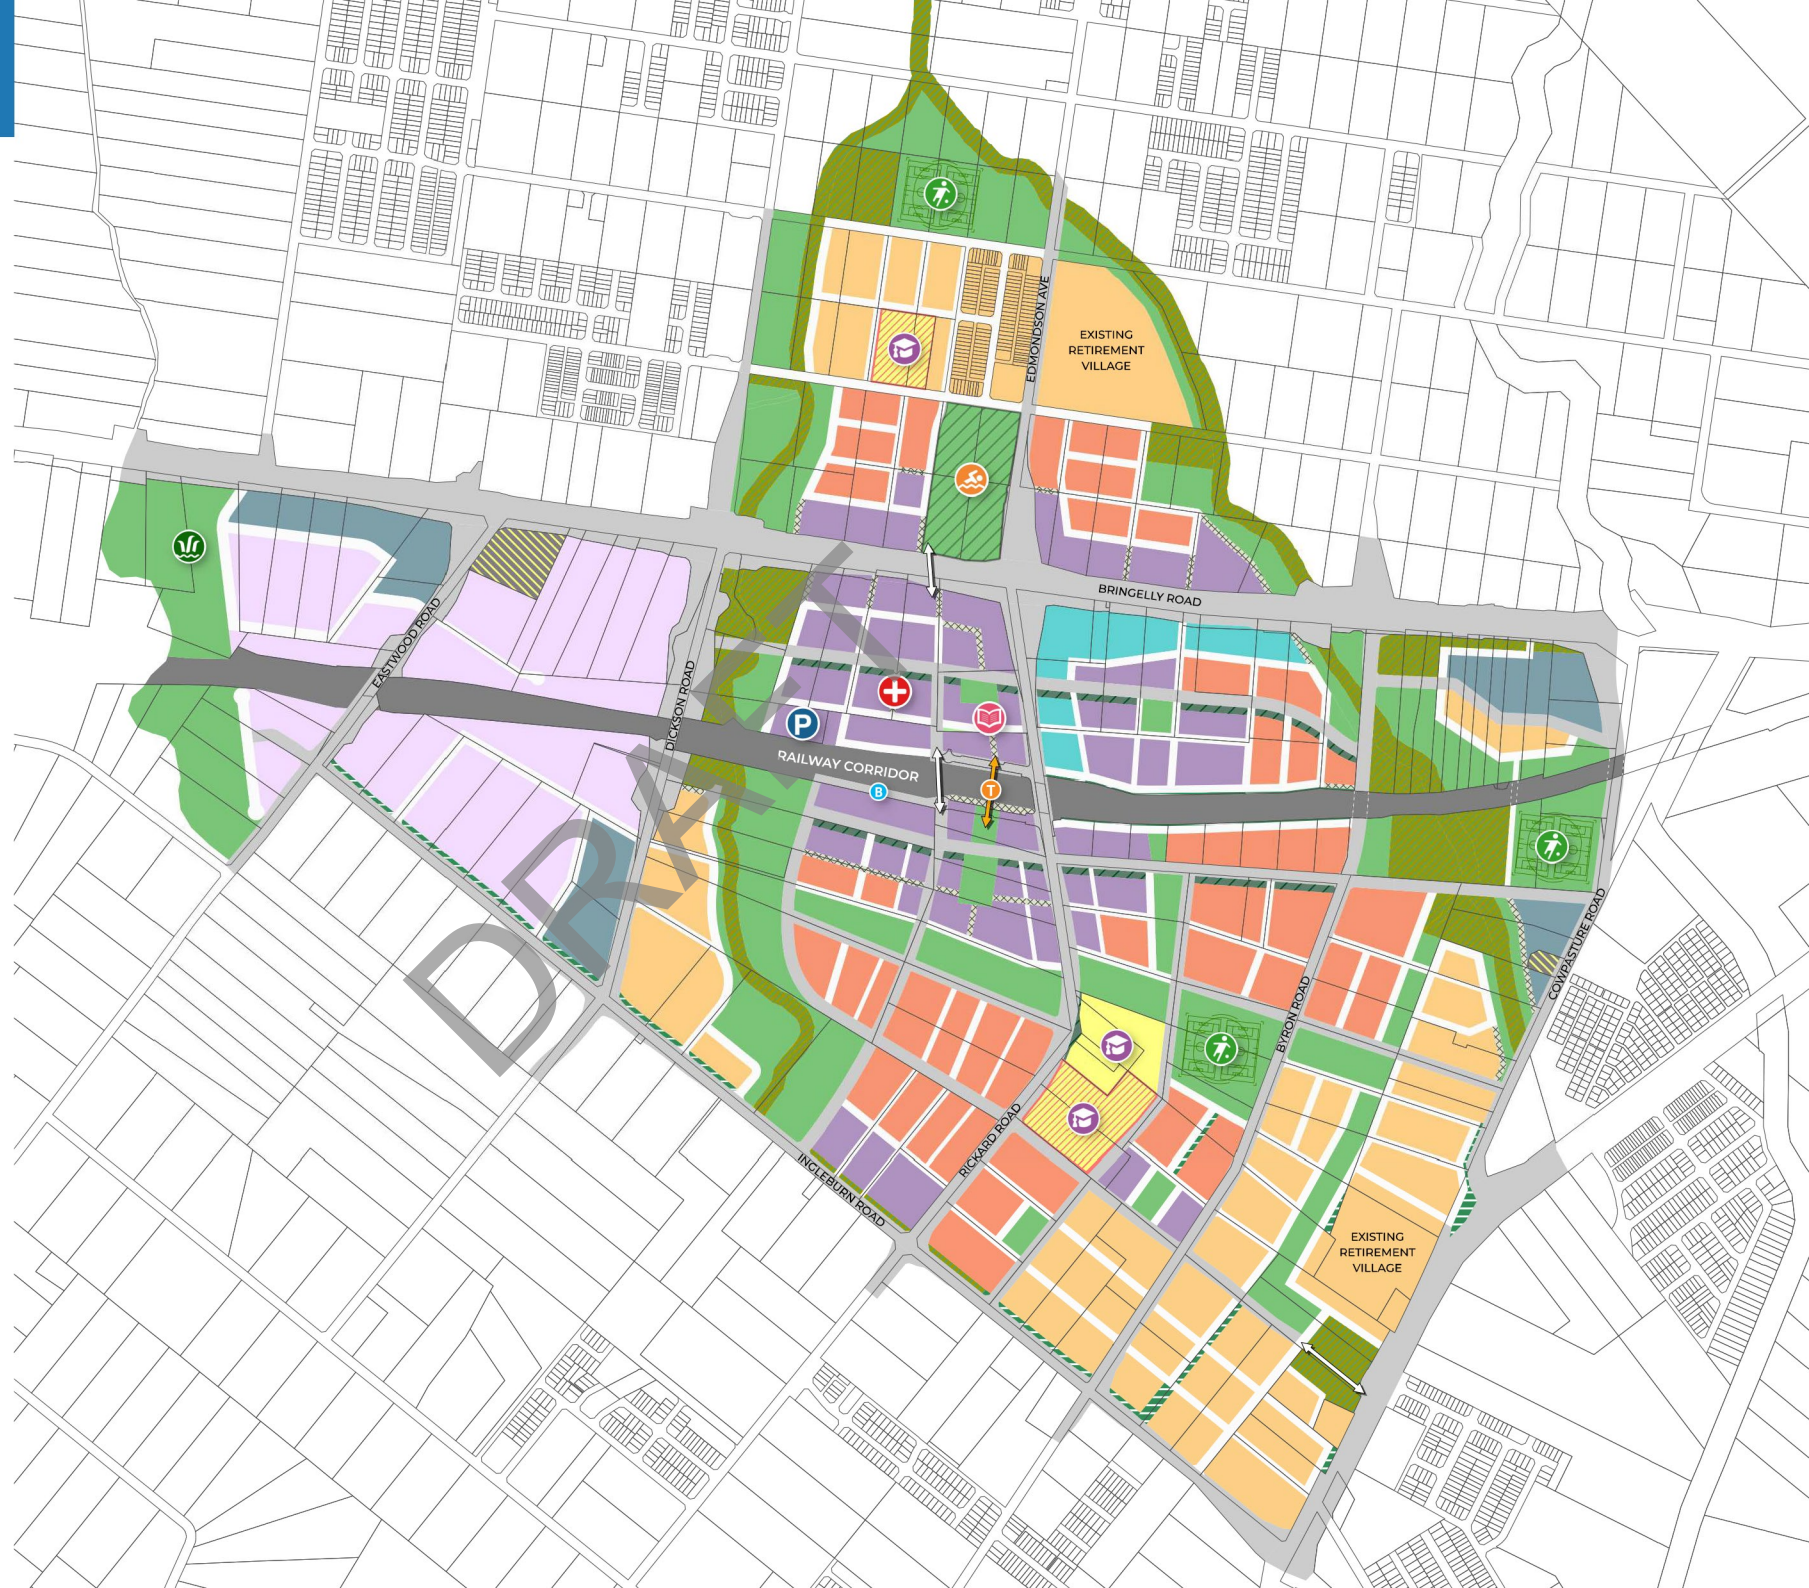 EDMONDSON AVE
EXISTING
RETIREMENT
VILLAGE
BRINGELLY ROAD
EASTWOOD ROAD
DICKSON ROAD
P
RAILWAY CORRIDOR
B
T
DRAFT
COWPASTURE ROAD
BYRON ROAD
RICKARD ROAD
INGLEBURN ROAD
EXISTING
RETIREMENT
VILLAGE